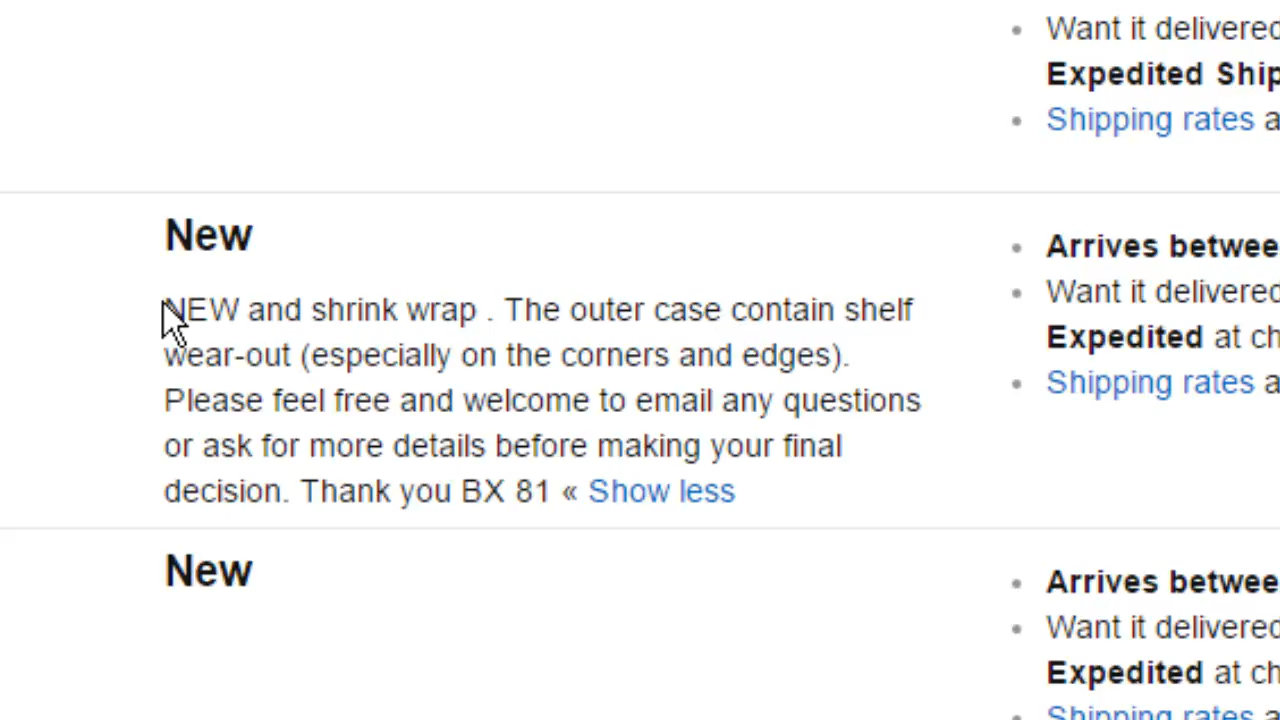 Want it delivered
Expedited Ship
Shipping rates a
New
NEW and shrink wrap . The outer case contain shelf
wear-out (especially on the corners and edges).
Please feel free and welcome to email any questions
or ask for more details before making your final
decision. Thank you BX 81 « Show less
Arrives betwee
Want it delivered
Expedited at ch
Shipping rates a
New
Arrives betwee
Want it delivered
Expedited at ch
Shipping rates a